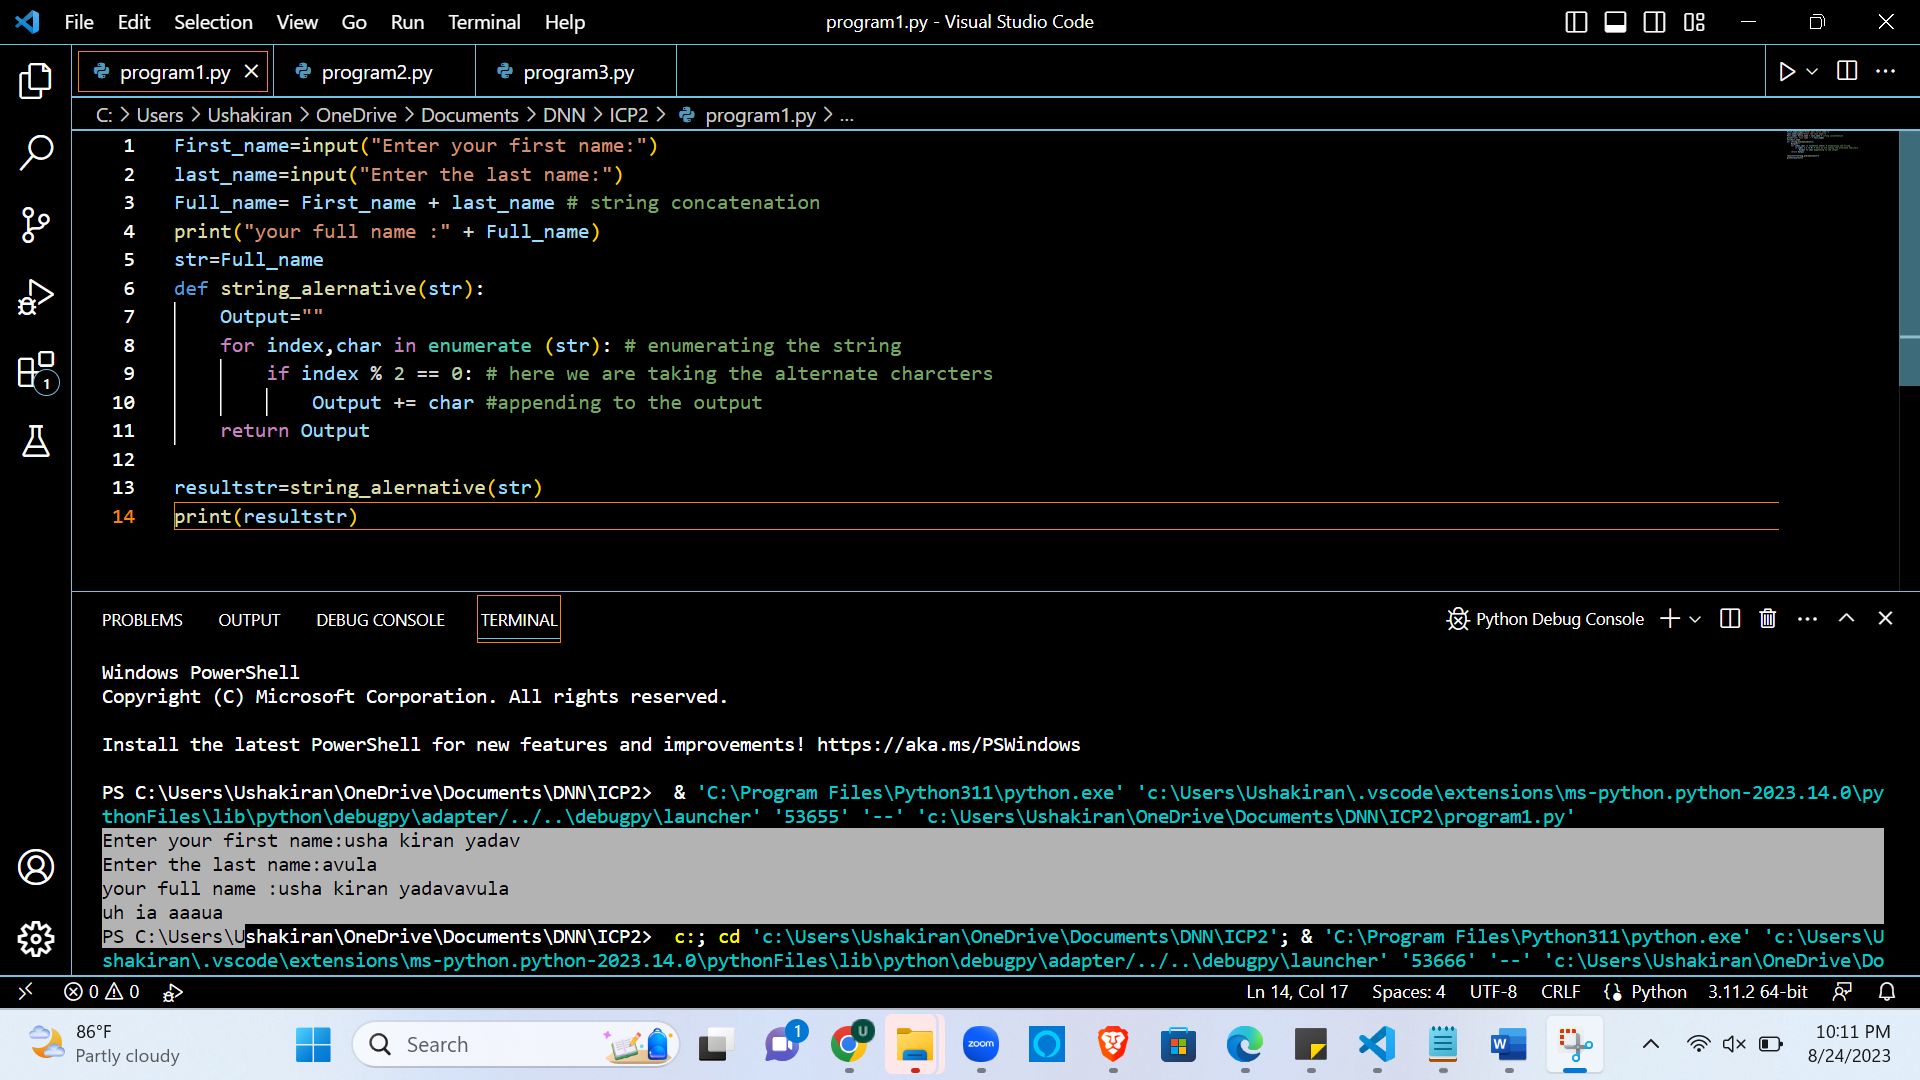 File Edit Selection View Go Run Terminal Help
program1.py - Visual Studio Code
program1.py program2.py program3.py
C: > Users > Ushakiran > OneDrive > Documents > DNN > ICP2 > program1.py > ...
1 First_name=input("Enter your first name:")
2 last_name=input("Enter the last name:")
3 Full_name= First_name + last_name # string concatenation
4 print("your full name :" + Full_name)
5 str=Full_name
6 def string_alernative(str):
7 Output=""
8 for index,char in enumerate (str): # enumerating the string
9 if index % 2 == 0: # here we are taking the alternate charcters
10 Output += char #appending to the output
11 return Output
12
13 resultstr=string_alernative(str)
14 print(resultstr)
1
PROBLEMS OUTPUT DEBUG CONSOLE TERMINAL
Python Debug Console
Windows PowerShell
Copyright (C) Microsoft Corporation. All rights reserved.
Install the latest PowerShell for new features and improvements! https://aka.ms/PSWindows
PS C:\Users\Ushakiran\OneDrive\Documents\DNN\ICP2> & 'C:\Program Files\Python311\python.exe' 'c:\Users\Ushakiran\.vscode\extensions\ms-python.python-2023.14.0\py
thonFiles\lib\python\debugpy\adapter/../..\debugpy\launcher' '53655' '--' 'c:\Users\Ushakiran\OneDrive\Documents\DNN\ICP2\program1.py'
Enter your first name:usha kiran yadav
Enter the last name:avula
your full name :usha kiran yadavavula
uh ia aaaua
PS C:\Users\Ushakiran\OneDrive\Documents\DNN\ICP2> c:; cd 'c:\Users\Ushakiran\OneDrive\Documents\DNN\ICP2'; & 'C:\Program Files\Python311\python.exe' 'c:\Users\U
shakiran\.vscode\extensions\ms-python.python-2023.14.0\pythonFiles\lib\python\debugpy\adapter/../..\debugpy\launcher' '53666' '--' 'c:\Users\Ushakiran\OneDrive\Do
0 0
Ln 14, Col 17 Spaces: 4 UTF-8 CRLF Python 3.11.2 64-bit
86°F
Partly cloudy
Search
1
U
zoom
W
10:11 PM
8/24/2023